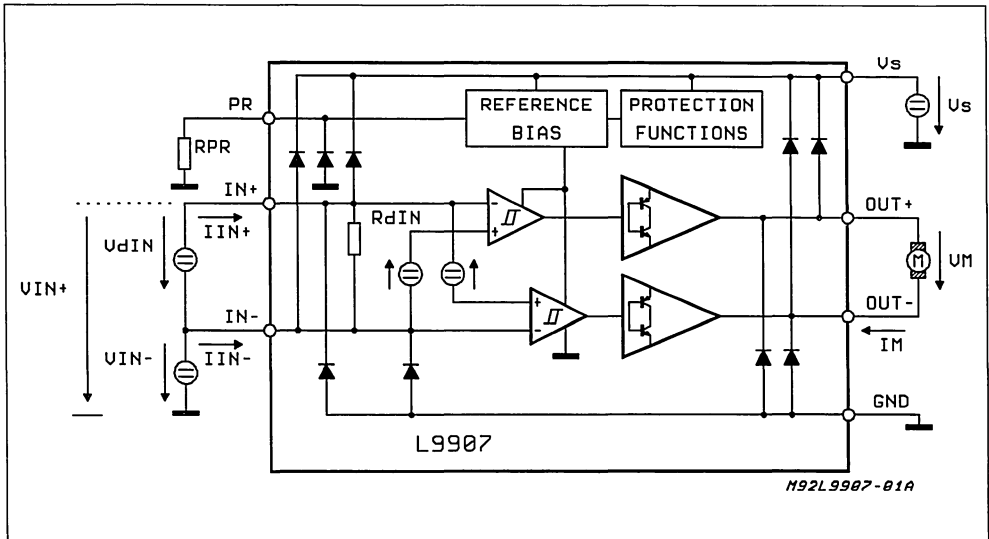 Vs
PR
REFERENCE
BIAS
PROTECTION
FUNCTIONS
Vs
RPR
IN+
IIN+
RdIN
OUT+
VdIN
VIN+
M
VM
IN-
OUT-
VIN-
IIN-
IM
GND
L9907
M92L9907-01A